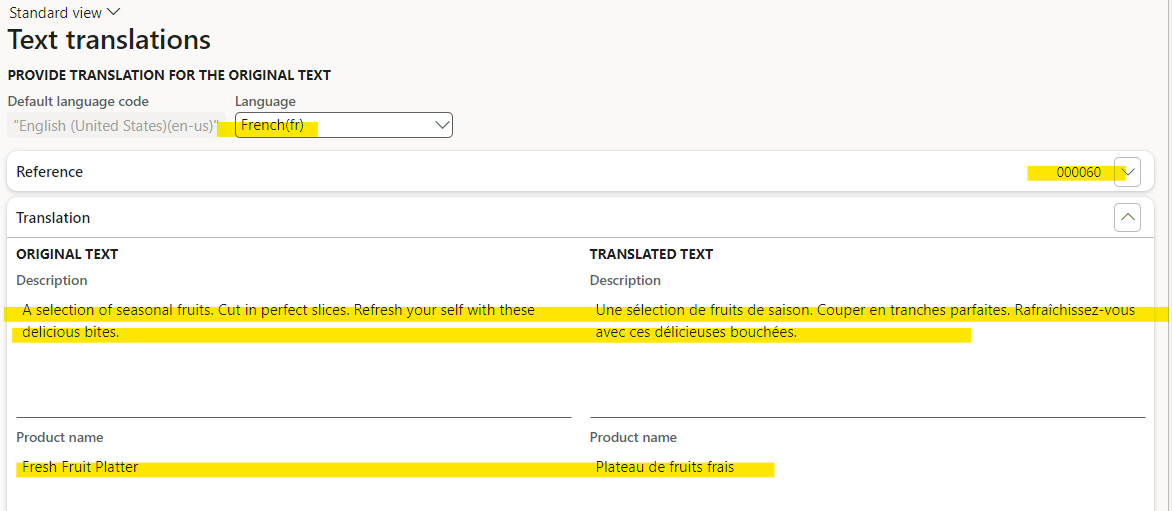 Standard view
Text translations
PROVIDE TRANSLATION FOR THE ORIGINAL TEXT
Default language code
Language
"English (United States)(en-us)"
French(fr)
Reference
000060
Translation
ORIGINAL TEXT
Description
A selection of seasonal fruits. Cut in perfect slices. Refresh your self with these
delicious bites.
Product name
Fresh Fruit Platter
TRANSLATED TEXT
Description
Une sélection de fruits de saison. Couper en tranches parfaites. Rafraîchissez-vous
avec ces délicieuses bouchées.
Product name
Plateau de fruits frais